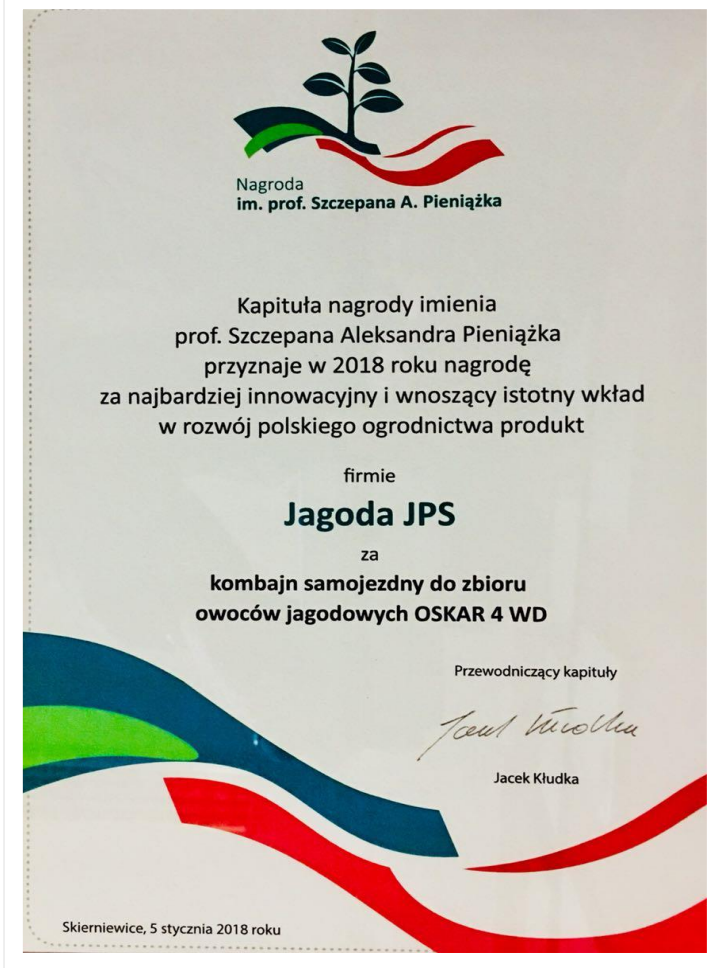 Nagroda
im. prof. Szczepana A. Pieniążka
Kapituła nagrody imienia
prof. Szczepana Aleksandra Pieniążka
przyznaje w 2018 roku nagrodę
za najbardziej innowacyjny i wnoszący istotny wkład
w rozwój polskiego ogrodnictwa produkt
firmie
Jagoda JPS
za
kombajn samojezdny do zbioru
owoców jagodowych OSKAR 4 WD
Przewodniczący kapituły
Jacek Kłudka
Skierniewice, 5 stycznia 2018 roku